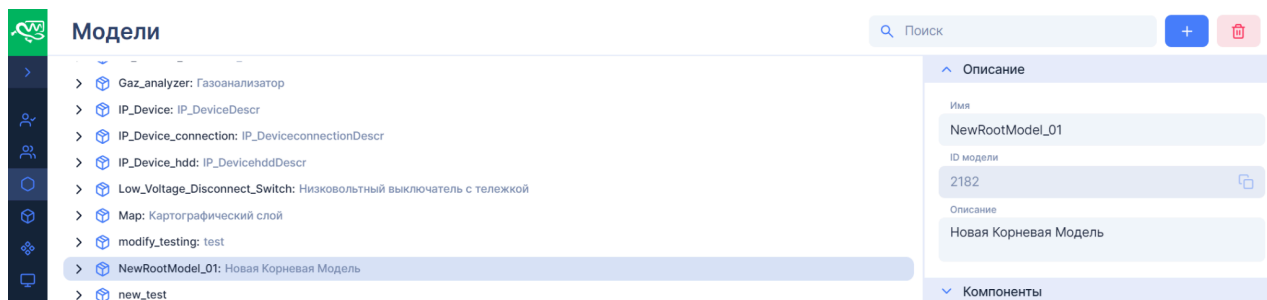 Модели
Поиск
Gaz_analyzer: Газоанализатор
IP_Device: IP_DeviceDescr
IP_Device_connection: IP_DeviceconnectionDescr
IP_Device_hdd: IP_DevicehddDescr
Low_Voltage_Disconnect_Switch: Низковольтный выключатель с тележкой
Map: Картографический слой
modify_testing: test
NewRootModel_01: Новая Корневая Модель
new_test
Описание
Имя
NewRootModel_01
ID модели
2182
Описание
Новая Корневая Модель
Компоненты